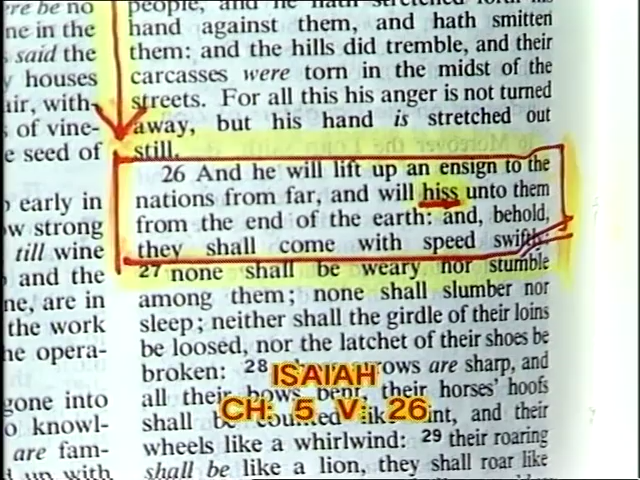 re be no
ne in the
said the
houses
air, with-
s of vine-
e seed of
early in
w strong
till wine
and the
ne, are in
the work
he opera-
gone into
o knowl-
are fam-
up with
people, and he hath stretched forth his
hand against them, and hath smitten
them: and the hills did tremble, and their
carcasses were torn in the midst of the
streets. For all this his anger is not turned
away, but his hand is stretched out
still.
26 And he will lift up an ensign to the
nations from far, and will hiss unto them
from the end of the earth: and, behold,
they shall come with speed swiftly:
27 none shall be weary nor stumble
among them; none shall slumber nor
sleep; neither shall the girdle of their loins
be loosed, nor the latchet of their shoes be
broken: 28 rows are sharp, and
all their bows bent, their horses' hoofs
shall be counted like int, and their
wheels like a whirlwind: 29 their roaring
shall be like a lion, they shall roar like
ISAIAH
CH: 5 V: 26